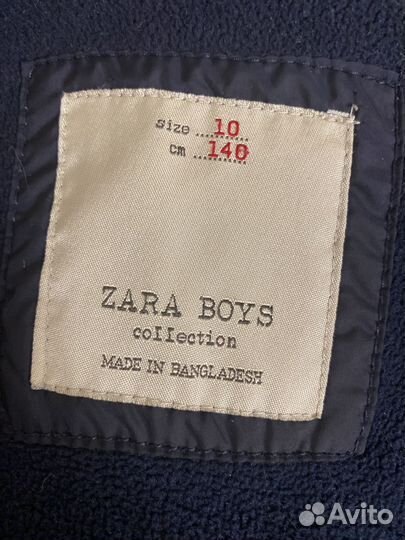 size ....10....
cm ....140....
ZARA BOYS
collection
MADE IN BANGLADESH
Avito